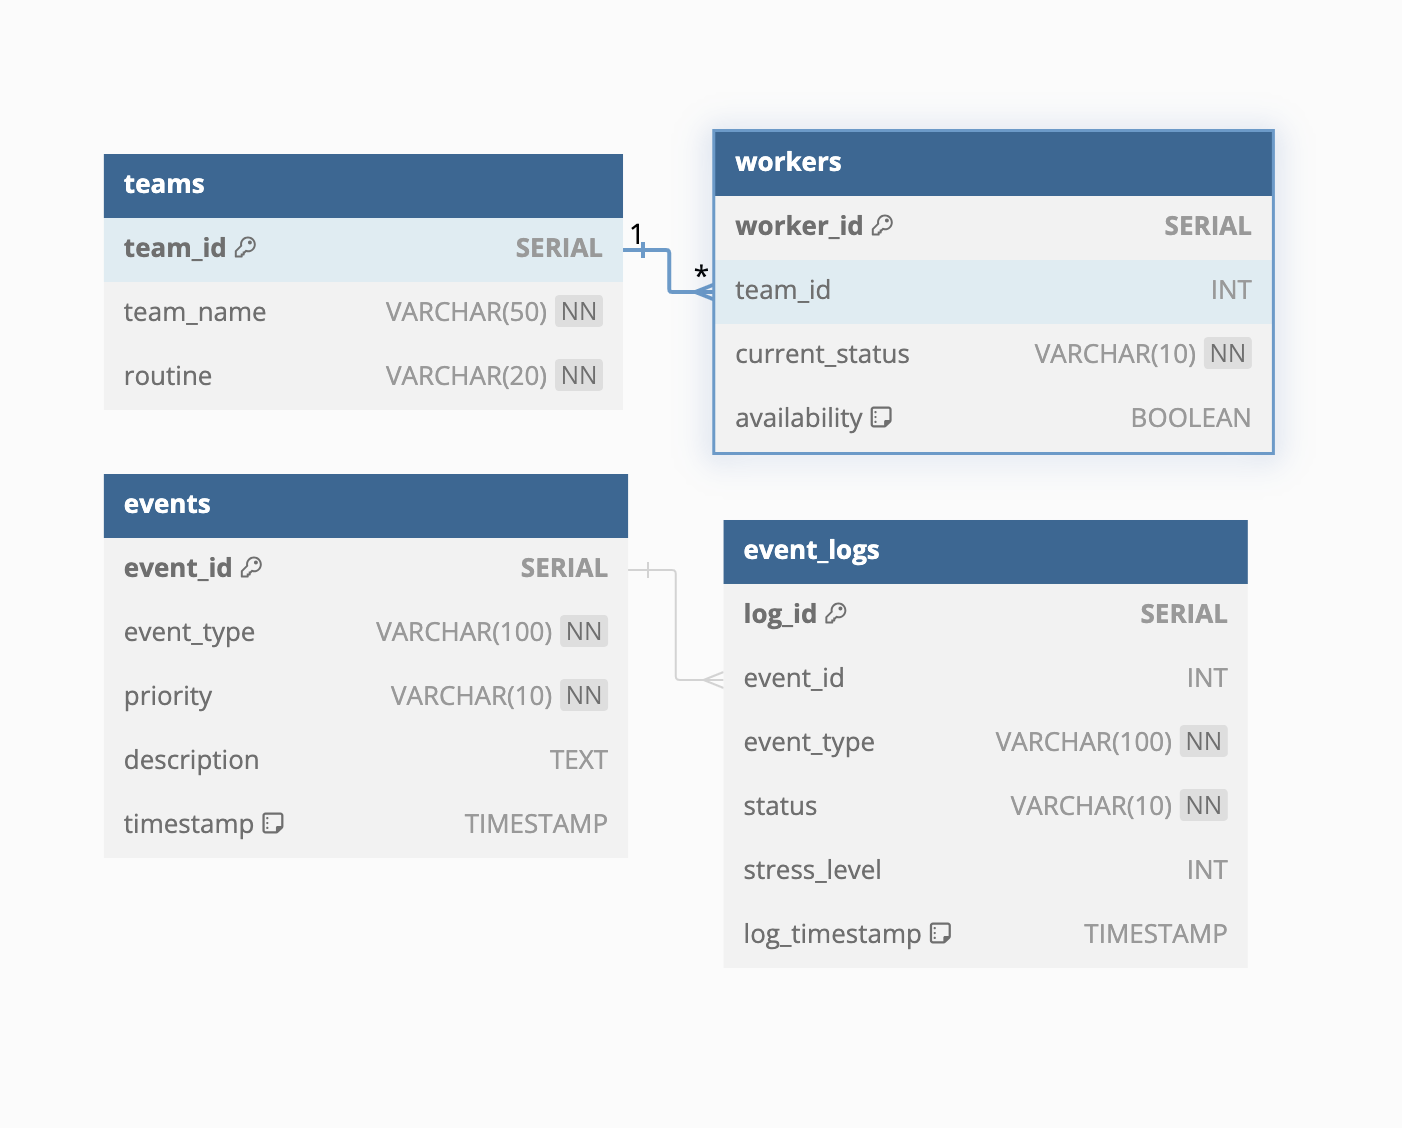 teams
team_id SERIAL
team_name VARCHAR(50) NN
routine VARCHAR(20) NN
1
*
workers
worker_id SERIAL
team_id INT
current_status VARCHAR(10) NN
availability BOOLEAN
events
event_id SERIAL
event_type VARCHAR(100) NN
priority VARCHAR(10) NN
description TEXT
timestamp TIMESTAMP
event_logs
log_id SERIAL
event_id INT
event_type VARCHAR(100) NN
status VARCHAR(10) NN
stress_level INT
log_timestamp TIMESTAMP